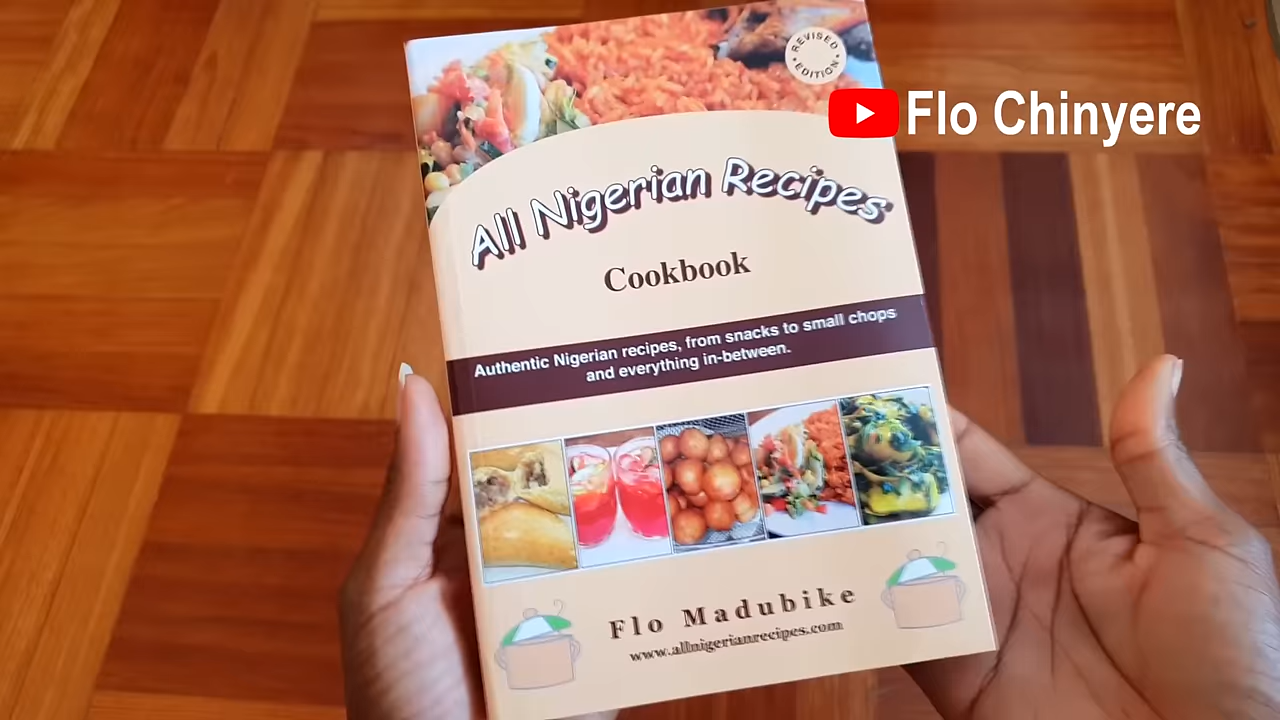 REVISED
EDITION
Flo Chinyere
All Nigerian Recipes
Cookbook
Authentic Nigerian recipes, from snacks to small chops
and everything in-between.
Flo Madubike
www.allnigerianrecipes.com